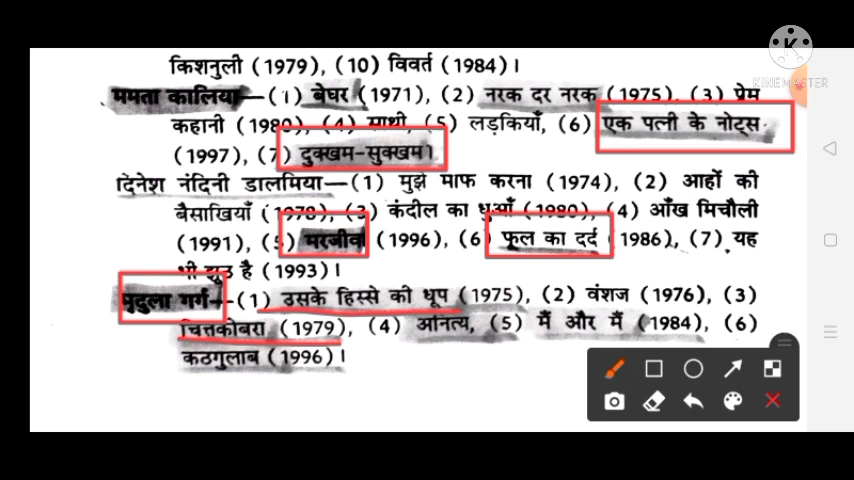 KINEMASTER
किशनुली (1979), (10) विवर्त (1984)।
ममता कालिया—(1) बेघर (1971), (2) नरक दर नरक (1975), (3) प्रेम
कहानी (1980), (4) साथी, (5) लड़कियाँ, (6) एक पत्नी के नोट्स
(1997), (7) दुक्खम-सुक्खम।
दिनेश नंदिनी डालमिया—(1) मुझे माफ करना (1974), (2) आहों की
बैसाखियाँ (1978), (3) कंदील का धुआँ (1980), (4) आँख मिचौली
(1991), (5) मरजीवा (1996), (6) फूल का दर्द (1986), (7) यह
भी झूठ है (1993)।
मृदुला गर्ग—(1) उसके हिस्से की धूप (1975), (2) वंशज (1976), (3)
चित्तकोबरा (1979), (4) अनित्य, (5) मैं और मैं (1984), (6)
कठगुलाब (1996)।